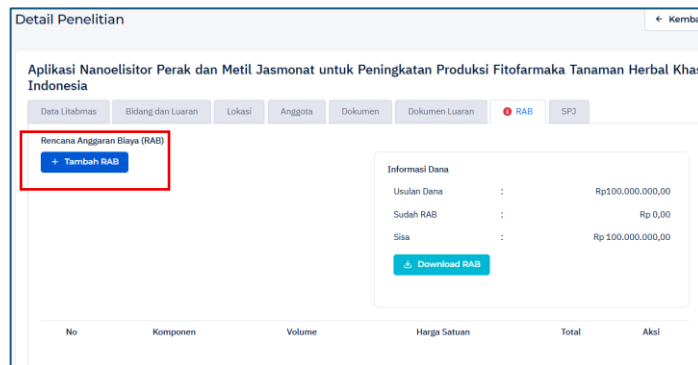 Detail Penelitian
← Kemba
Aplikasi Nanoelisitor Perak dan Metil Jasmonat untuk Peningkatan Produksi Fitofarmaka Tanaman Herbal Khas
Indonesia
Data Litabmas Bidang dan Luaran Lokasi Anggota Dokumen Dokumen Luaran RAB SPJ
Rencana Anggaran Biaya (RAB)
+ Tambah RAB
Informasi Dana
Usulan Dana : Rp100.000.000,00
Sudah RAB : Rp 0,00
Sisa : Rp 100.000.000,00
Download RAB
No Komponen Volume Harga Satuan Total Aksi